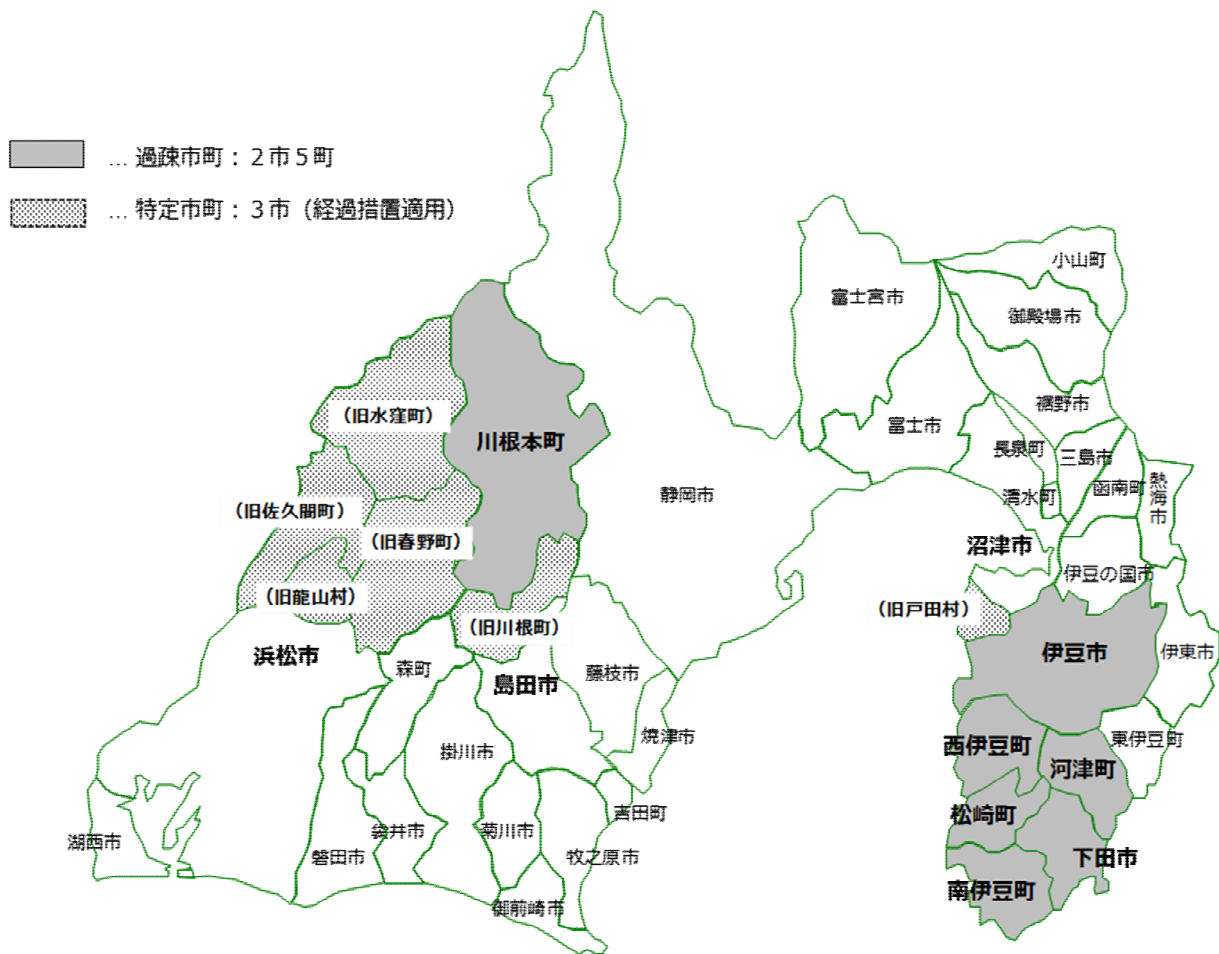 … 過疎市町：２市５町
… 特定市町：３市（経過措置適用）
小山町
富士宮市
御殿場市
裾野市
（旧水窪町）
富士市
川根本町
長泉町
三島市
函南町
熱海市
静岡市
清水町
（旧佐久間町）
（旧春野町）
沼津市
伊豆の国市
（旧龍山村）
（旧戸田村）
（旧川根町）
浜松市
森町
島田市
藤枝市
伊豆市
伊東市
焼津市
掛川市
西伊豆町
東伊豆町
河津町
吉田町
松崎町
湖西市
磐田市
袋井市
菊川市
牧之原市
下田市
南伊豆町
御前崎市